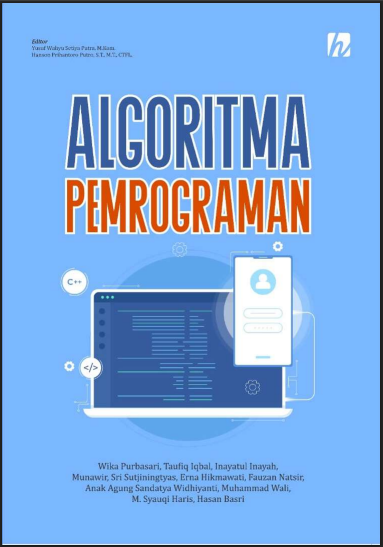 Editor
Yusuf Wahyu Setiya Putra, M.Kom.
Hanson Prihantoro Putro, S.T., M.T., CTFL.
h
ALGORITMA
PEMROGRAMAN
C++
</>
Wika Purbasari, Taufiq Iqbal, Inayatul Inayah,
Munawir, Sri Sutjiningtyas, Erna Hikmawati, Fauzan Natsir,
Anak Agung Sandatya Widhiyanti, Muhammad Wali,
M. Syauqi Haris, Hasan Basri